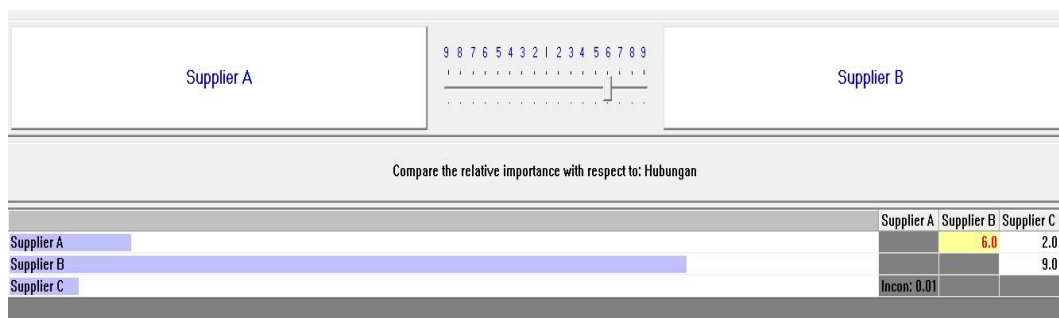 Supplier A
9 8 7 6 5 4 3 2 1 2 3 4 5 6 7 8 9
Supplier B
Compare the relative importance with respect to: Hubungan
Supplier A Supplier B Supplier C
Supplier A 6.0 2.0
Supplier B 9.0
Supplier C Incon: 0.01